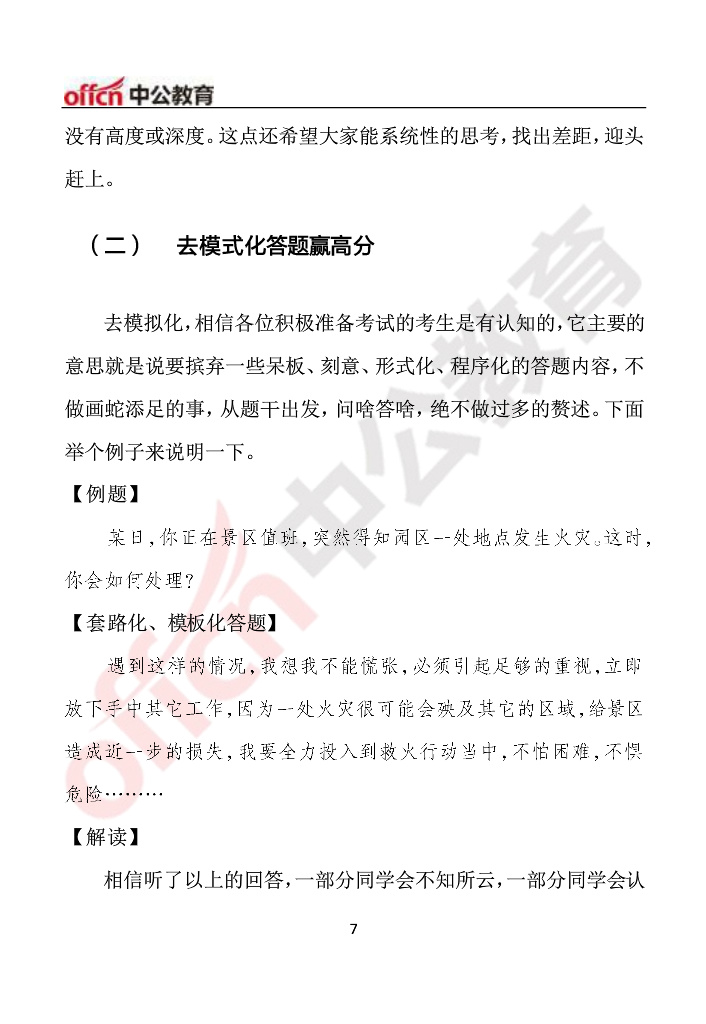 offcn 中公教育
没有高度或深度。这点还希望大家能系统性的思考，找出差距，迎头
赶上。
（二） 去模式化答题赢高分
去模拟化，相信各位积极准备考试的考生是有认知的，它主要的
意思就是说要摈弃一些呆板、刻意、形式化、程序化的答题内容，不
做画蛇添足的事，从题干出发，问啥答啥，绝不做过多的赘述。下面
举个例子来说明一下。
【例题】
某日，你正在景区值班，突然得知闹区一处地点发生火灾。这时，
你会如何处理？
【套路化、模板化答题】
遇到这样的情况，我想我不能慌张，必须引起足够的重视，立即
放下手中其它工作，因为一处火灾很可能会殃及其它的区域，给景区
造成近一步的损失，我要全力投入到救火行动当中，不怕困难，不惧
危险………
【解读】
相信听了以上的回答，一部分同学会不知所云，一部分同学会认
7
offcn 中公教育